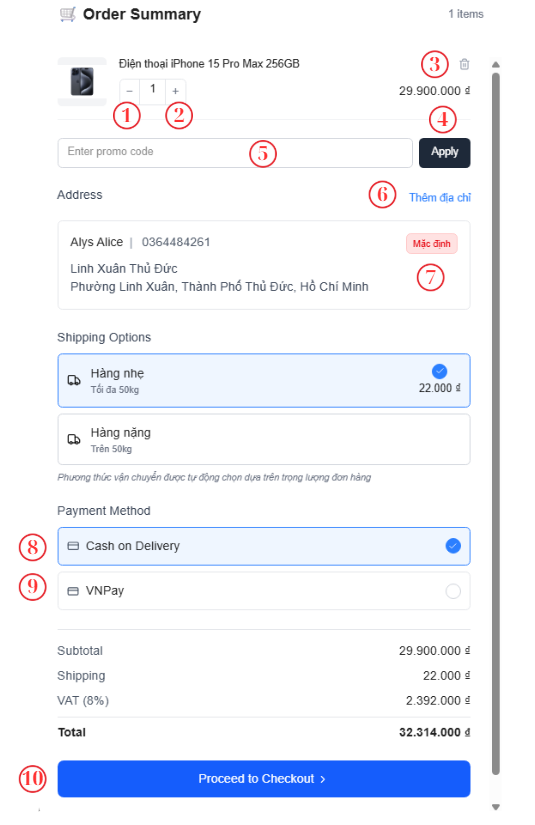 🛒 Order Summary 1 items
Điện thoại iPhone 15 Pro Max 256GB 3
− 1 + 29.900.000 ₫
1 2 4
Enter promo code 5 Apply
Address 6 Thêm địa chỉ
Alys Alice | 0364484261 Mặc định
Linh Xuân Thủ Đức 7
Phường Linh Xuân, Thành Phố Thủ Đức, Hồ Chí Minh
Shipping Options
Hàng nhẹ
Tối đa 50kg 22.000 ₫
Hàng nặng
Trên 50kg
Phương thức vận chuyển được tự động chọn dựa trên trọng lượng đơn hàng
Payment Method
8 Cash on Delivery
9 VNPay
Subtotal 29.900.000 ₫
Shipping 22.000 ₫
VAT (8%) 2.392.000 ₫
Total 32.314.000 ₫
10 Proceed to Checkout >